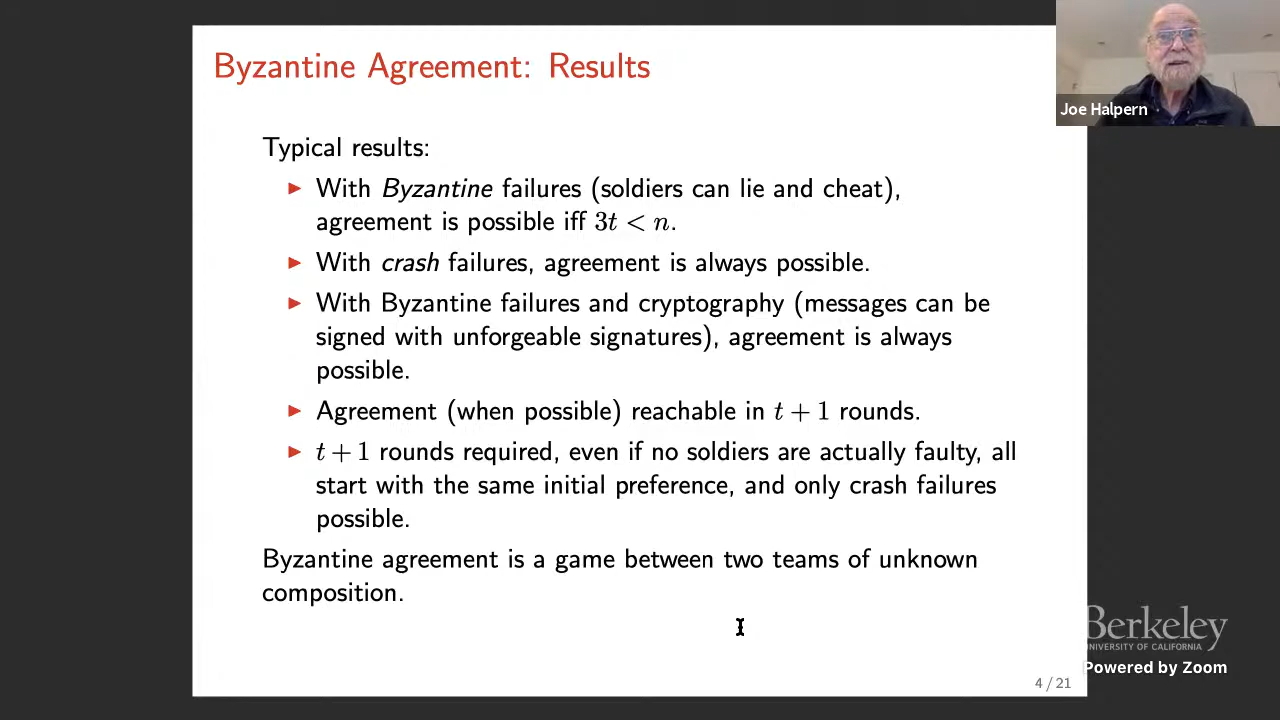 Byzantine Agreement: Results
Joe Halpern
Typical results:
▶ With Byzantine failures (soldiers can lie and cheat),
agreement is possible iff 3t < n.
▶ With crash failures, agreement is always possible.
▶ With Byzantine failures and cryptography (messages can be
signed with unforgeable signatures), agreement is always
possible.
▶ Agreement (when possible) reachable in t + 1 rounds.
▶ t + 1 rounds required, even if no soldiers are actually faulty, all
start with the same initial preference, and only crash failures
possible.
Byzantine agreement is a game between two teams of unknown
composition.
Berkeley
UNIVERSITY OF CALIFORNIA
Powered by Zoom
4 / 21